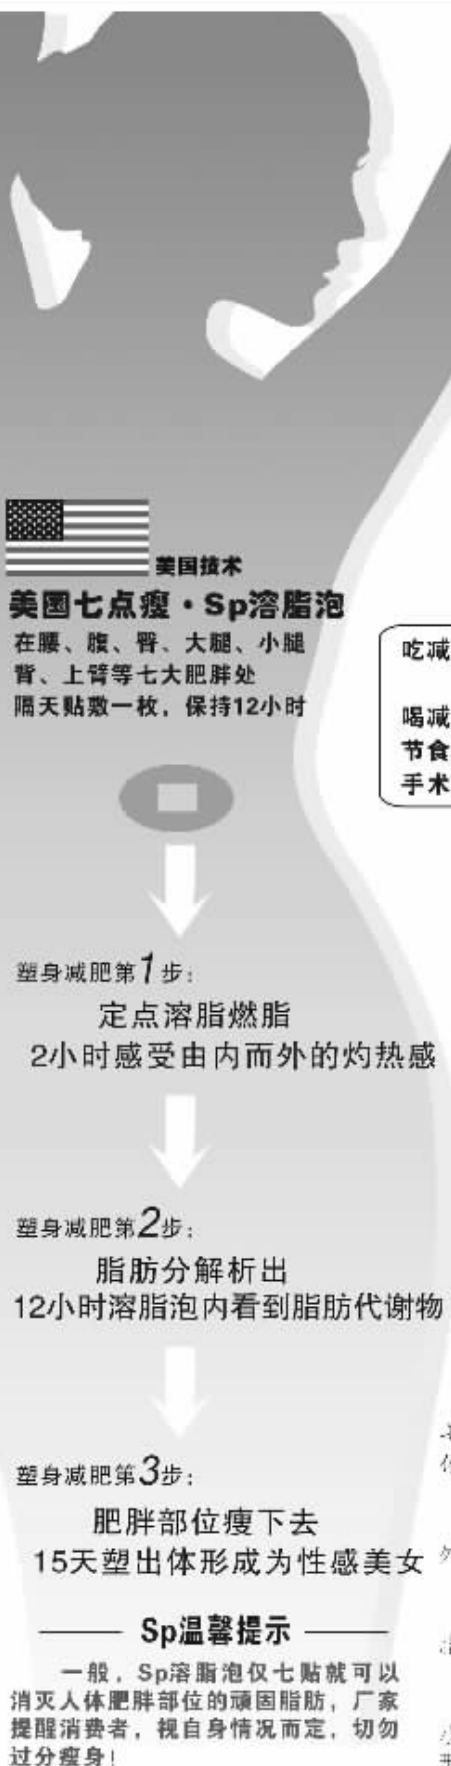 美国技术
美国七点瘦·Sp溶脂泡
在腰、腹、臀、大腿、小腿
背、上臂等七大肥胖处
隔天贴敷一枚，保持12小时
吃减
喝减
节食
手术
塑身减肥第1步：
定点溶脂燃脂
2小时感受由内而外的灼热感
塑身减肥第2步：
脂肪分解析出
12小时溶脂泡内看到脂肪代谢物
塑身减肥第3步：
肥胖部位瘦下去
15天塑出体形成为性感美女
Sp温馨提示
一般，Sp溶脂泡仅七贴就可以
消灭人体肥胖部位的顽固脂肪，厂家
提醒消费者，视自身情况而定，切勿
过分瘦身！